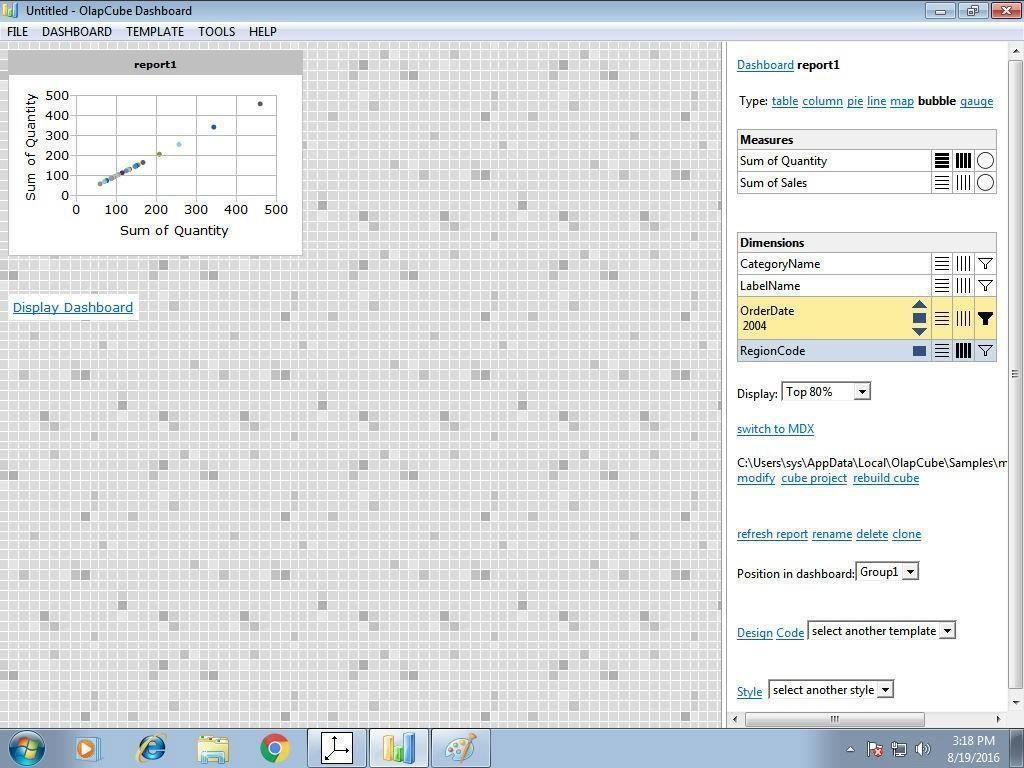 Untitled - OlapCube Dashboard
FILE DASHBOARD TEMPLATE TOOLS HELP
report1
Sum of Quantity
500
400
300
200
100
0
0 100 200 300 400 500
Sum of Quantity
Display Dashboard
Dashboard report1
Type: table column pie line map bubble gauge
Measures
Sum of Quantity
Sum of Sales
Dimensions
CategoryName
LabelName
OrderDate
2004
RegionCode
Display: Top 80%
switch to MDX
C:\Users\sys\AppData\Local\OlapCube\Samples\m
modify cube project rebuild cube
refresh report rename delete clone
Position in dashboard: Group1
Design Code select another template
Style select another style
3:18 PM
8/19/2016